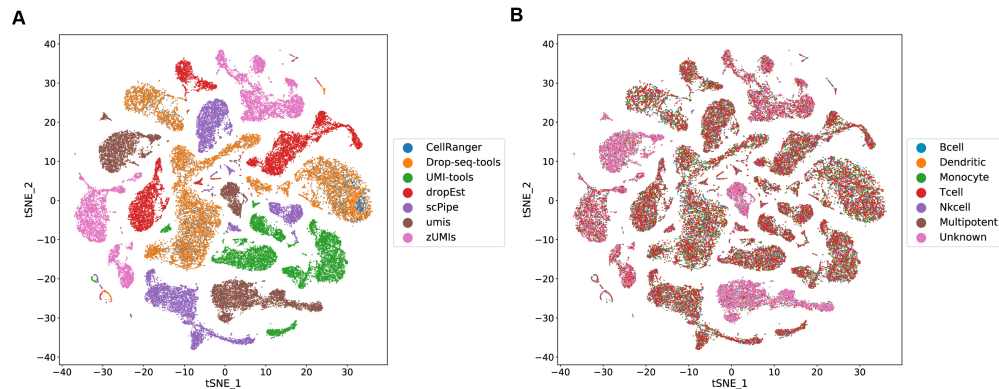 A
40
30
20
10
0
−10
−20
−30
−40
tSNE_2
−40 −30 −20 −10 0 10 20 30
tSNE_1
CellRanger
Drop-seq-tools
UMI-tools
dropEst
scPipe
umis
zUMIs
B
40
30
20
10
0
−10
−20
−30
−40
tSNE_2
−40 −30 −20 −10 0 10 20 30
tSNE_1
Bcell
Dendritic
Monocyte
Tcell
Nkcell
Multipotent
Unknown